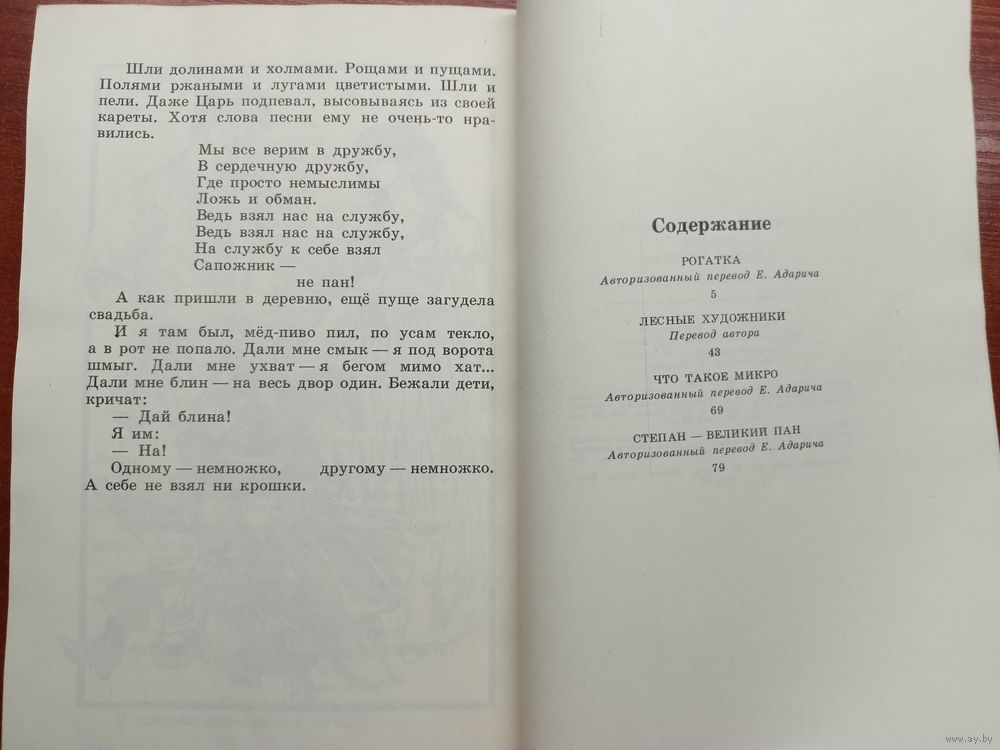 Шли долинами и холмами. Рощами и пущами.
Полями ржаными и лугами цветистыми. Шли и
пели. Даже Царь подпевал, высовываясь из своей
кареты. Хотя слова песни ему не очень-то нра-
вились.
Мы все верим в дружбу,
В сердечную дружбу,
Где просто немыслимы
Ложь и обман.
Ведь взял нас на службу,
Ведь взял нас на службу,
На службу к себе взял
Сапожник —
не пан!
А как пришли в деревню, ещё пуще загудела
свадьба.
И я там был, мёд-пиво пил, по усам текло,
а в рот не попало. Дали мне смык — я под ворота
шмыг. Дали мне ухват — я бегом мимо хат...
Дали мне блин — на весь двор один. Бежали дети,
кричат:
— Дай блина!
Я им:
— На!
Одному — немножко, другому — немножко.
А себе не взял ни крошки.
Содержание
РОГАТКА
Авторизованный перевод Е. Адарича
5
ЛЕСНЫЕ ХУДОЖНИКИ
Перевод автора
43
ЧТО ТАКОЕ МИКРО
Авторизованный перевод Е. Адарича
69
СТЕПАН — ВЕЛИКИЙ ПАН
Авторизованный перевод Е. Адарича
79
www.ay.by